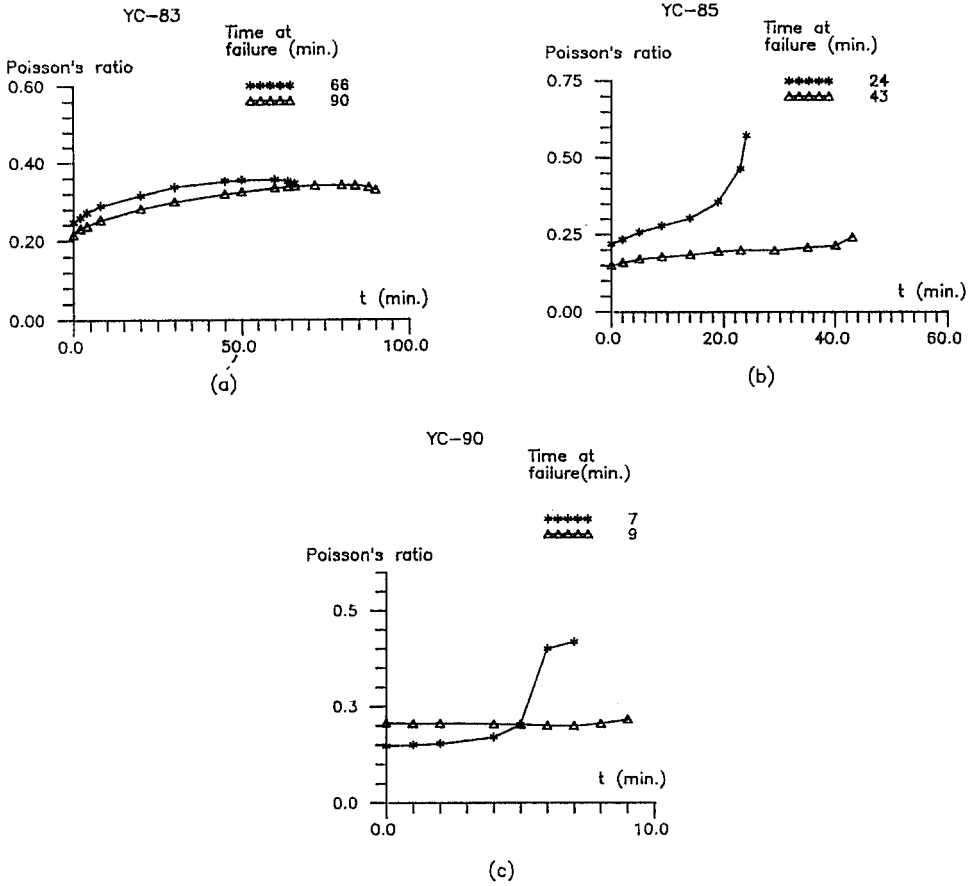 YC-83
Time at
failure (min.)
Poisson's ratio
66
90
0.60
0.40
0.20
0.00
t (min.)
0.0
50.0
100.0
(a)
YC-85
Time at
failure (min.)
Poisson's ratio
24
43
0.75
0.50
0.25
0.00
t (min.)
0.0
20.0
40.0
60.0
(b)
YC-90
Time at
failure(min.)
7
9
Poisson's ratio
0.5
0.3
0.0
t (min.)
0.0
10.0
(c)